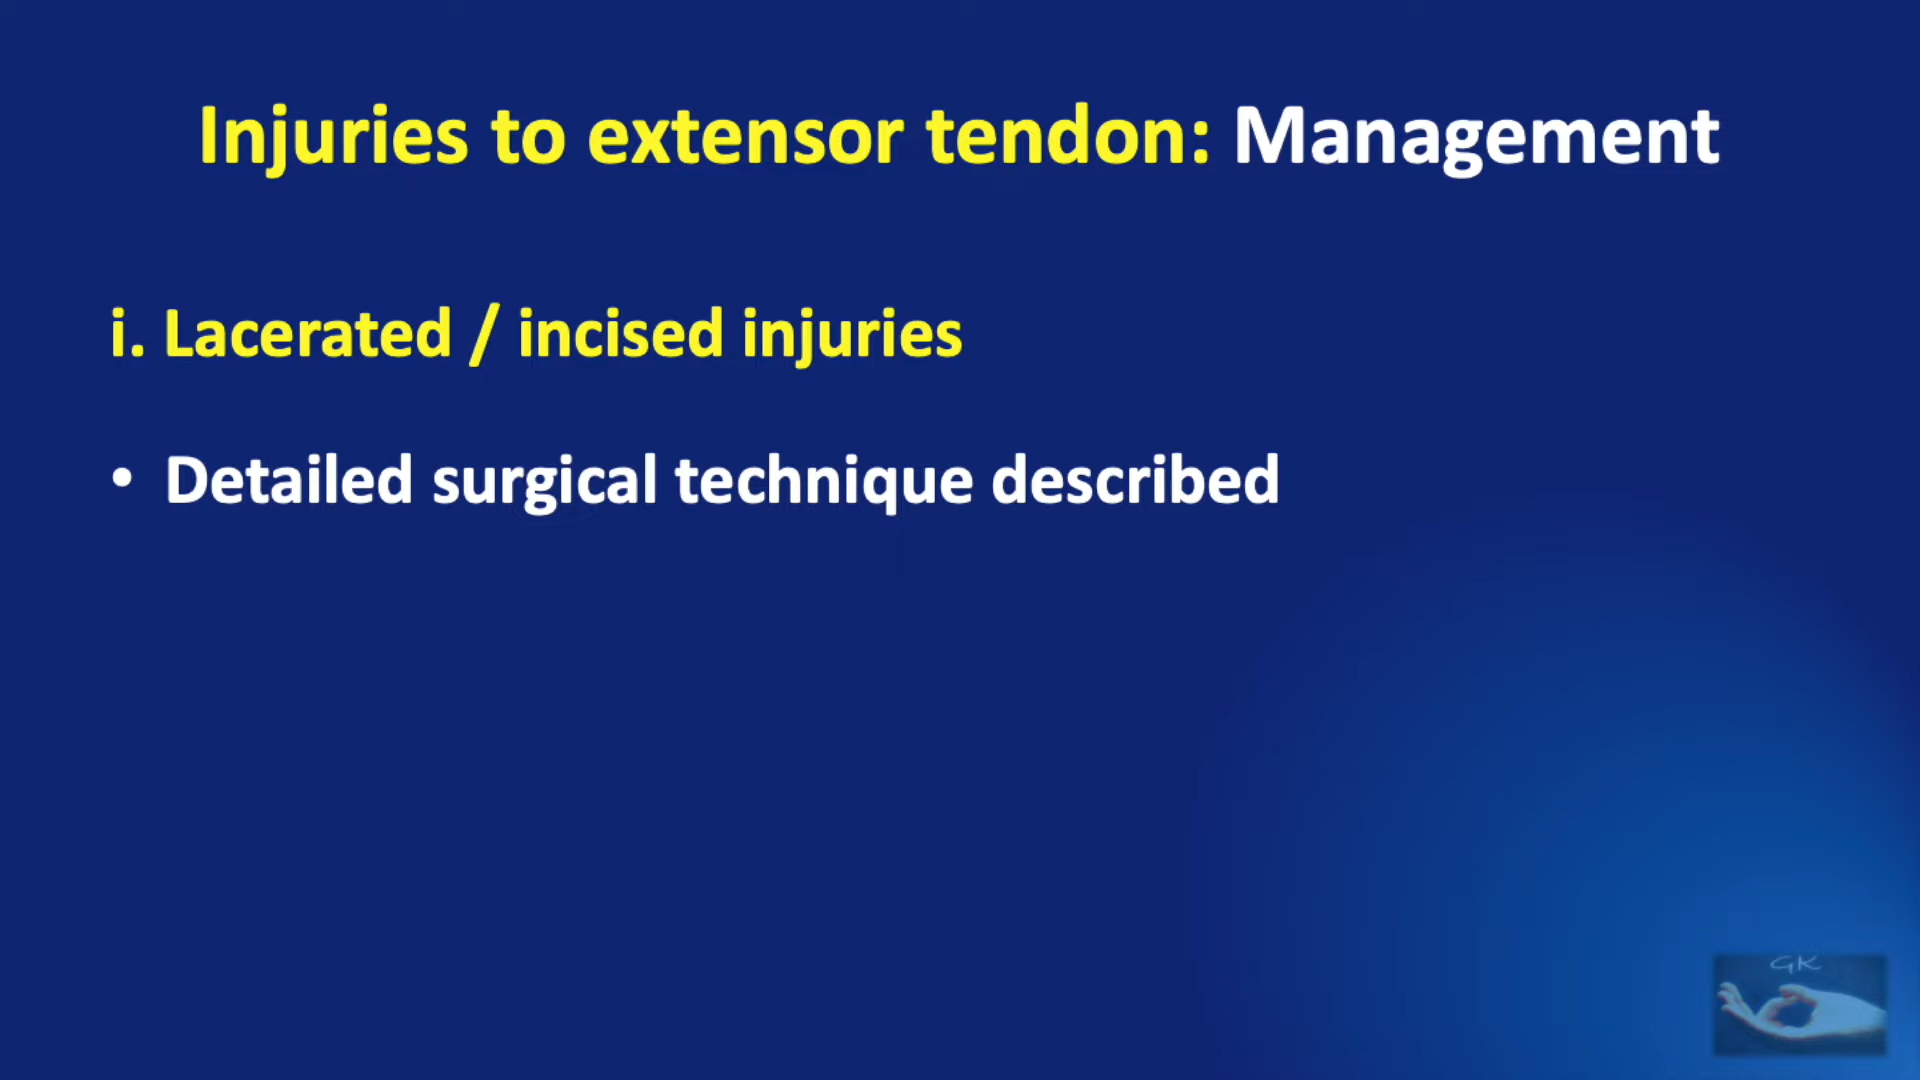 Injuries to extensor tendon: Management
i. Lacerated / incised injuries
• Detailed surgical technique described
GK